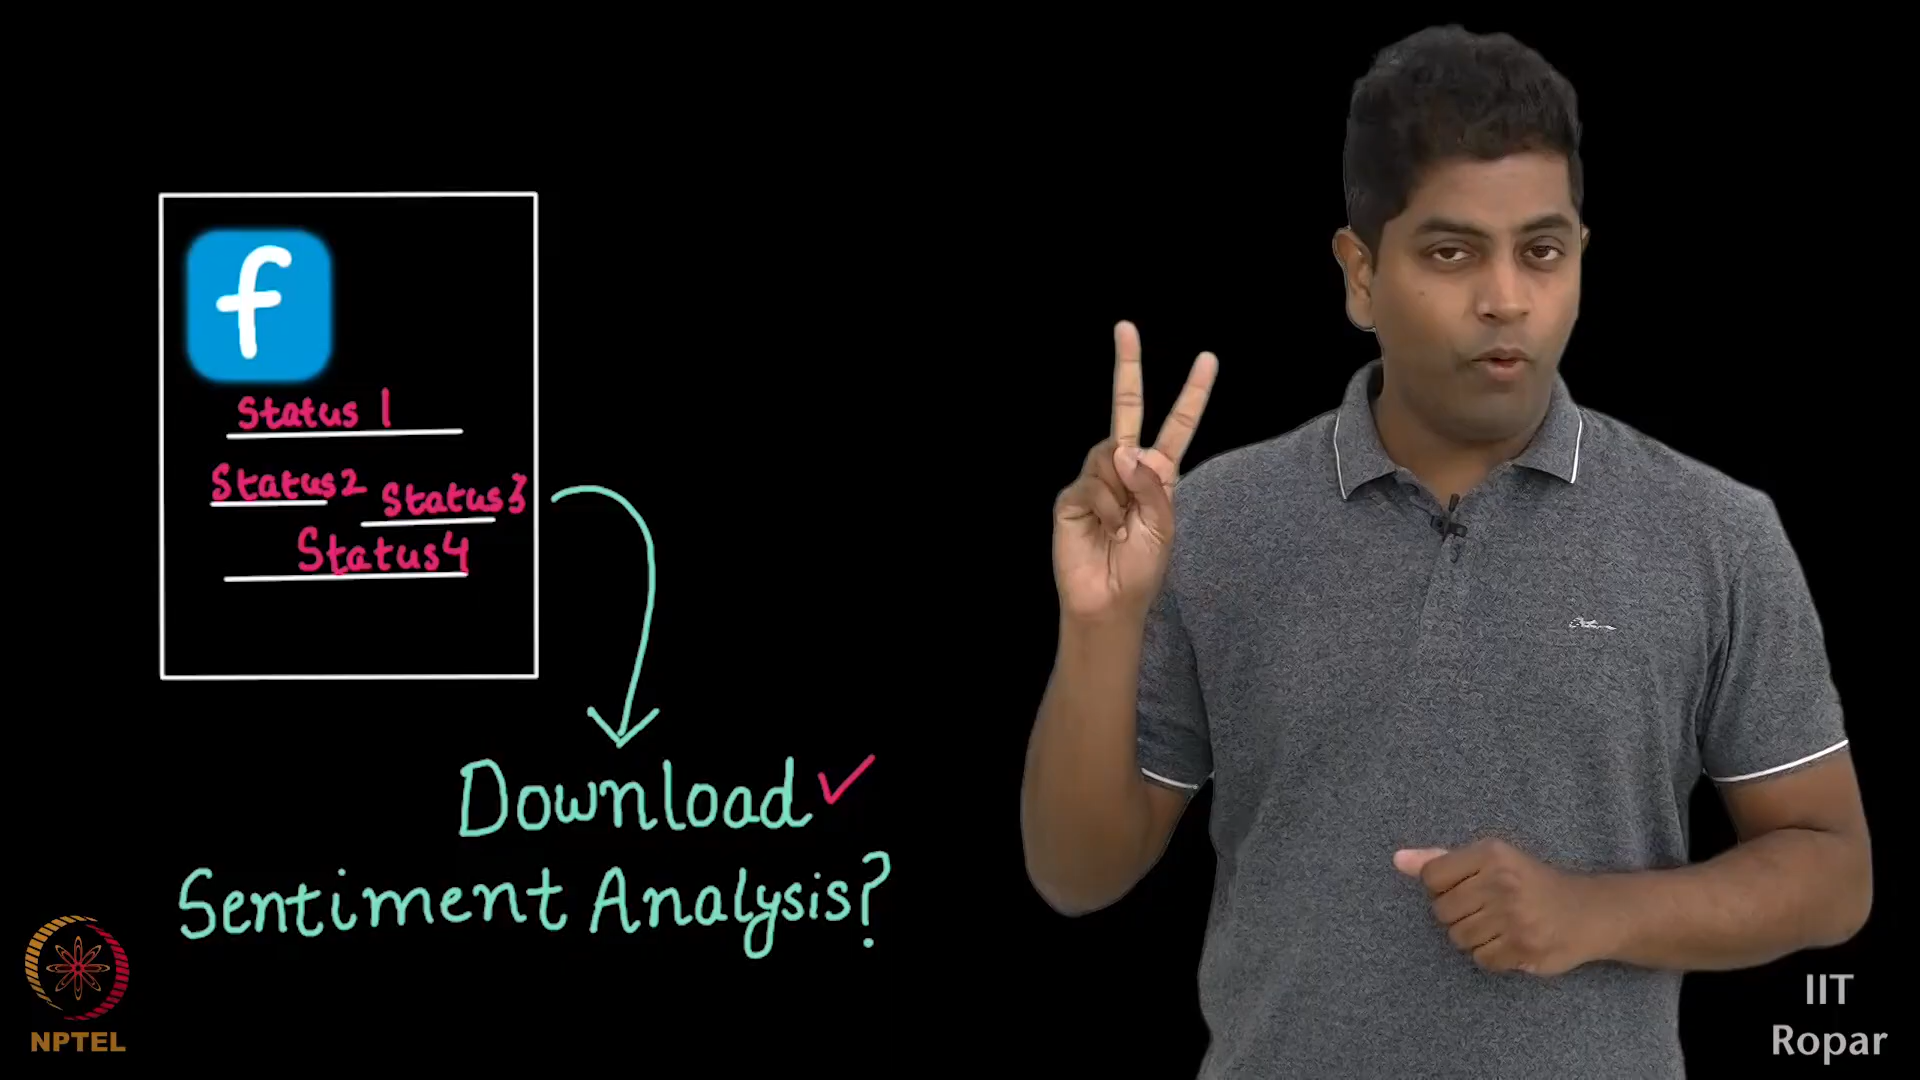 f
Status 1
Status2 Status3
Status4
Download
Sentiment Analysis?
NPTEL
IIT
Ropar